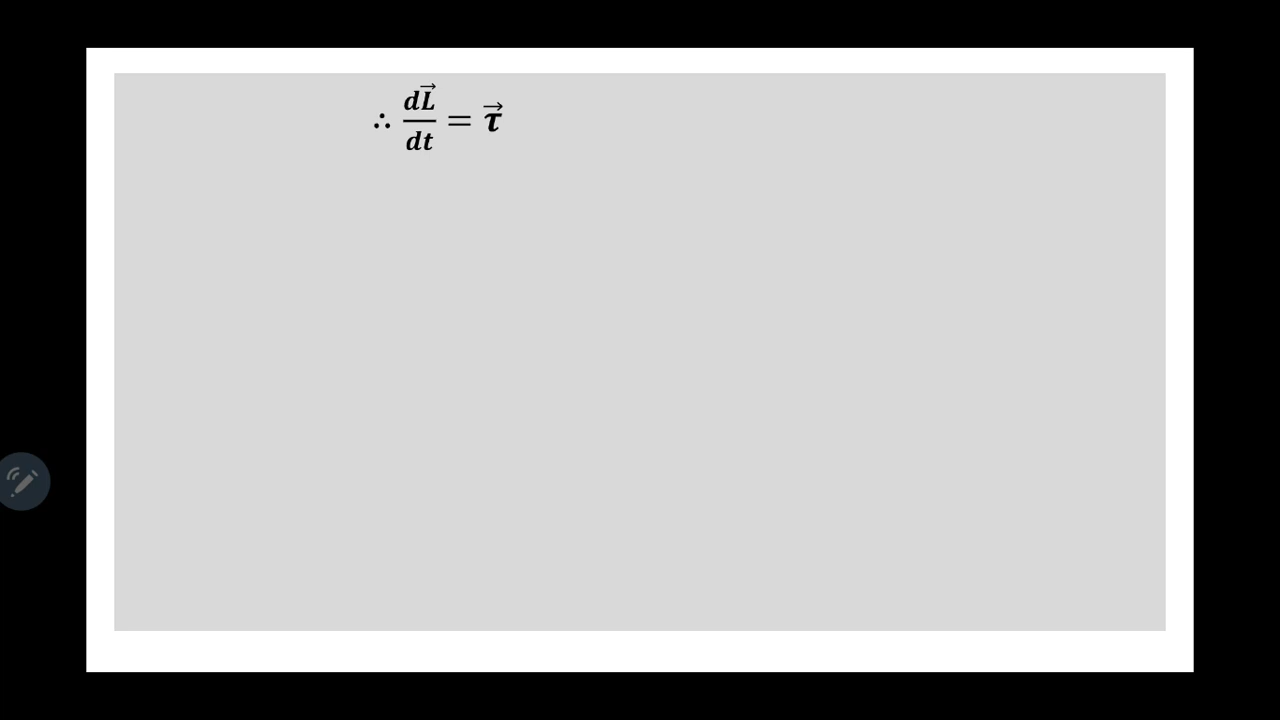 ∴ dL⃗/dt = τ⃗